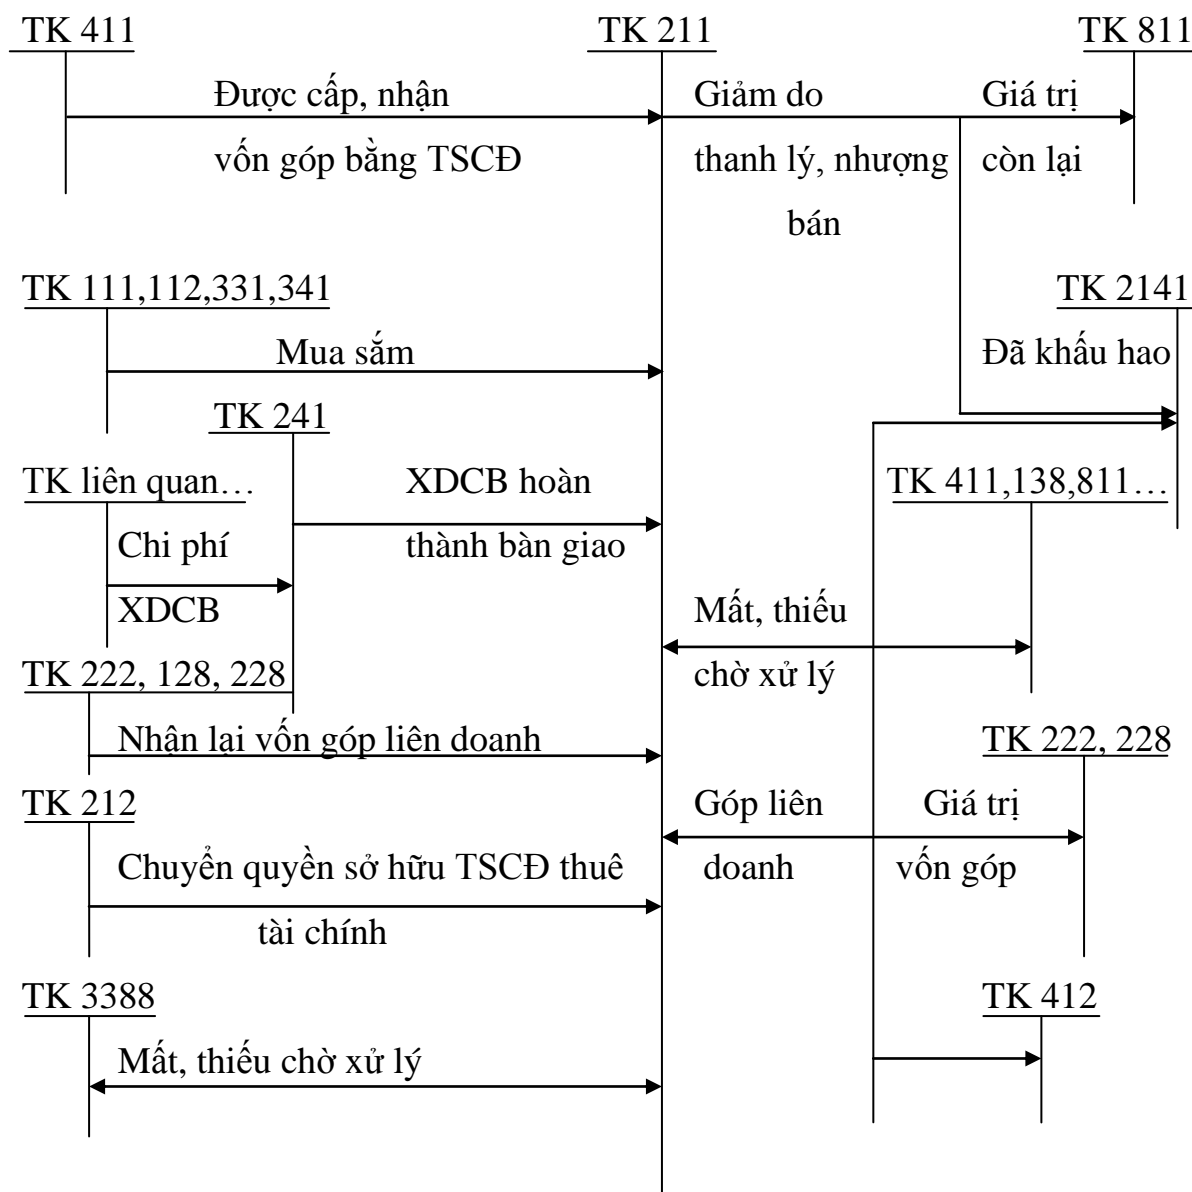 TK 411 TK 211 TK 811
Được cấp, nhận Giảm do Giá trị
vốn góp bằng TSCĐ thanh lý, nhượng còn lại
bán
TK 111,112,331,341 TK 2141
Mua sắm Đã khấu hao
TK 241
TK liên quan… XDCB hoàn TK 411,138,811…
Chi phí thành bàn giao
XDCB Mất, thiếu
TK 222, 128, 228 chờ xử lý
Nhận lại vốn góp liên doanh TK 222, 228
TK 212 Góp liên Giá trị
Chuyển quyền sở hữu TSCĐ thuê doanh vốn góp
tài chính
TK 3388 TK 412
Mất, thiếu chờ xử lý